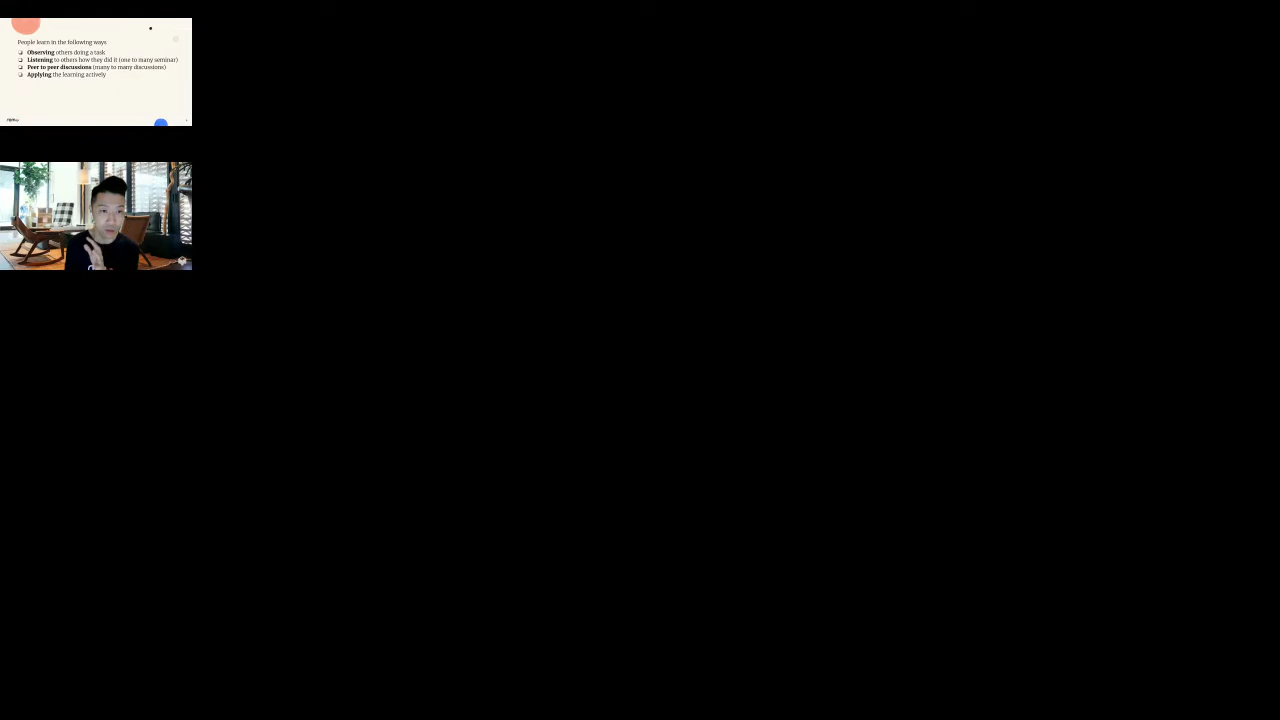 People learn in the following ways
Observing others doing a task
Listening to others how they did it (one to many seminar)
Peer to peer discussions (many to many discussions)
Applying the learning actively